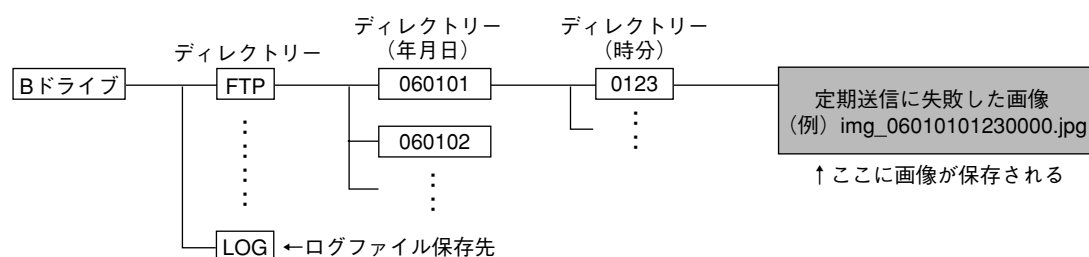 ディレクトリー
ディレクトリー
(年月日)
ディレクトリー
(時分)
Bドライブ
FTP
060101
0123
定期送信に失敗した画像
(例)img_06010101230000.jpg
060102
↑ここに画像が保存される
LOG
←ログファイル保存先